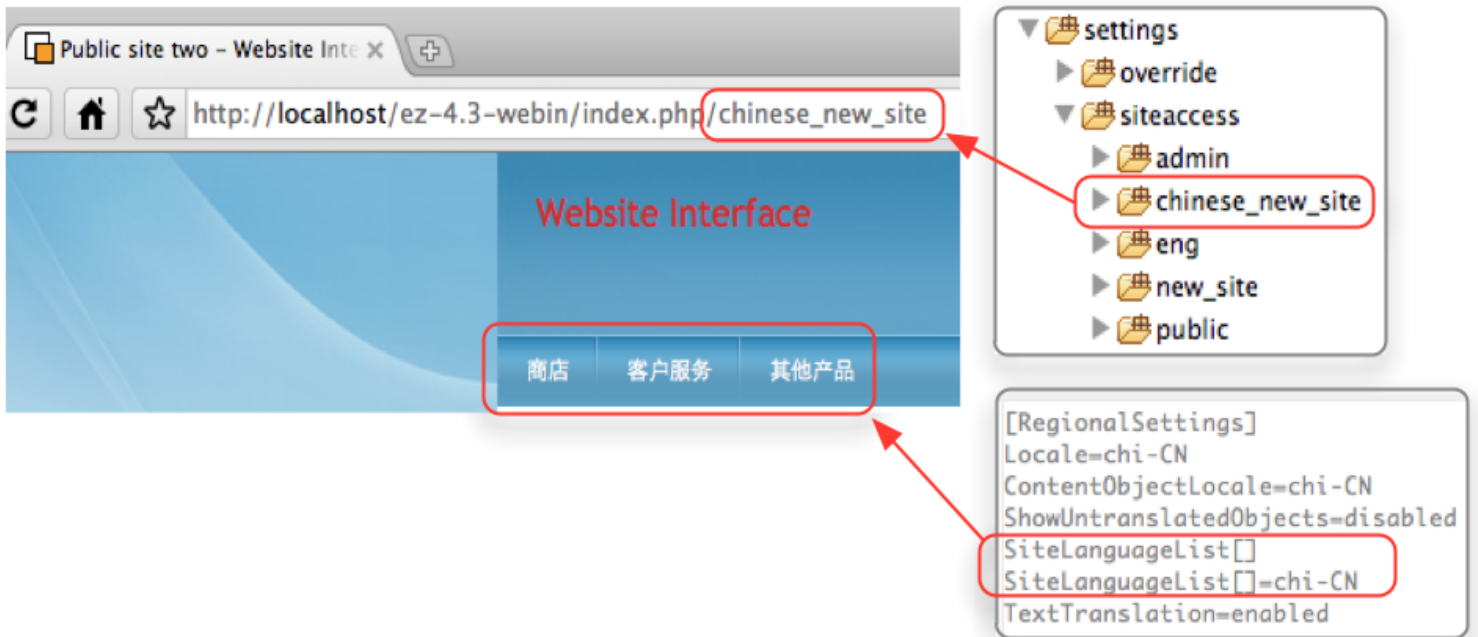 Public site two – Website Inte
http://localhost/ez-4.3-webin/index.php/chinese_new_site
Website Interface
商店 客户服务 其他产品
settings
override
siteaccess
admin
chinese_new_site
eng
new_site
public
[RegionalSettings]
Locale=chi-CN
ContentObjectLocale=chi-CN
ShowUntranslatedObjects=disabled
SiteLanguageList[]
SiteLanguageList[]=chi-CN
TextTranslation=enabled